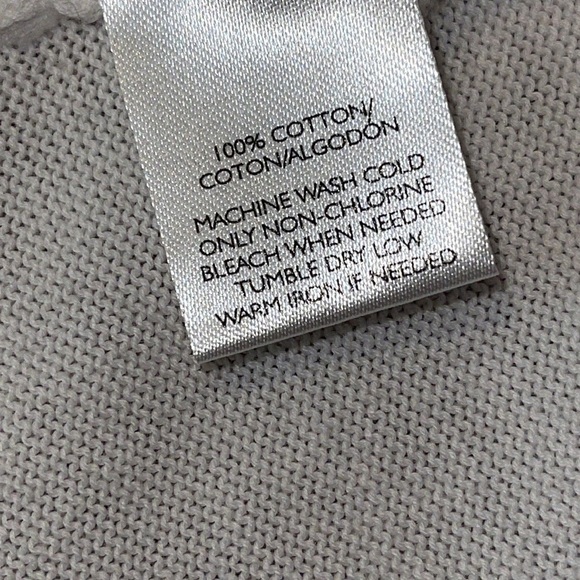 100% COTTON/
COTON/ALGODÓN
MACHINE WASH COLD
ONLY NON-CHLORINE
BLEACH WHEN NEEDED
TUMBLE DRY LOW
WARM IRON IF NEEDED